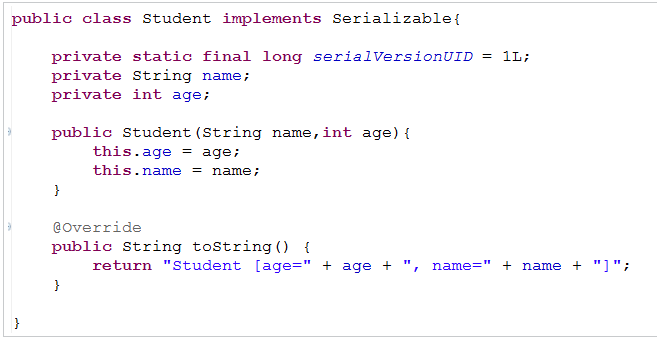 public class Student implements Serializable{
private static final long serialVersionUID = 1L;
private String name;
private int age;
public Student(String name,int age){
this.age = age;
this.name = name;
}
@Override
public String toString() {
return "Student [age=" + age + ", name=" + name + "]";
}
}